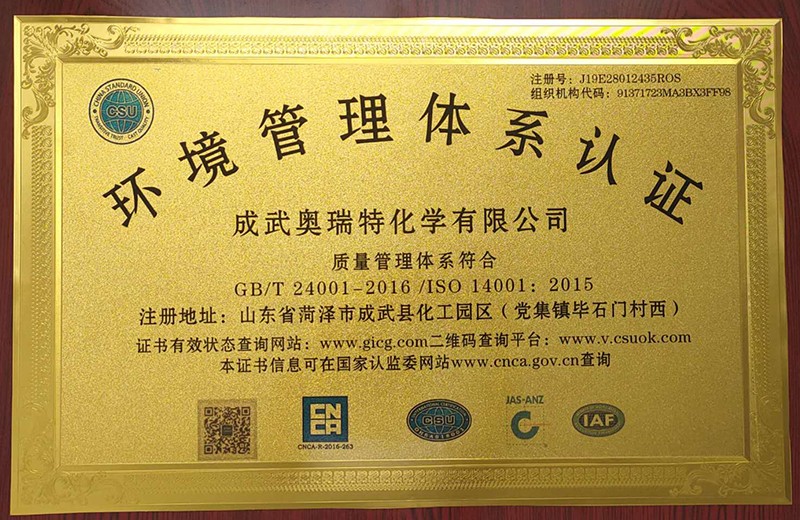 注册号：J19E28012435ROS
组织机构代码：91371723MA3BX3FF98
CHINA STANDARD UNION
CSU
环境管理体系认证
成武奥瑞特化学有限公司
质量管理体系符合
GB/T 24001-2016 /ISO 14001：2015
注册地址：山东省菏泽市成武县化工园区（党集镇毕石门村西）
证书有效状态查询网站：www.gicg.com二维码查询平台：www.v.csuok.com
本证书信息可在国家认监委网站www.cnca.gov.cn查询
CNCA
CNCA-R-2016-263
CSU
JAS-ANZ
IAF